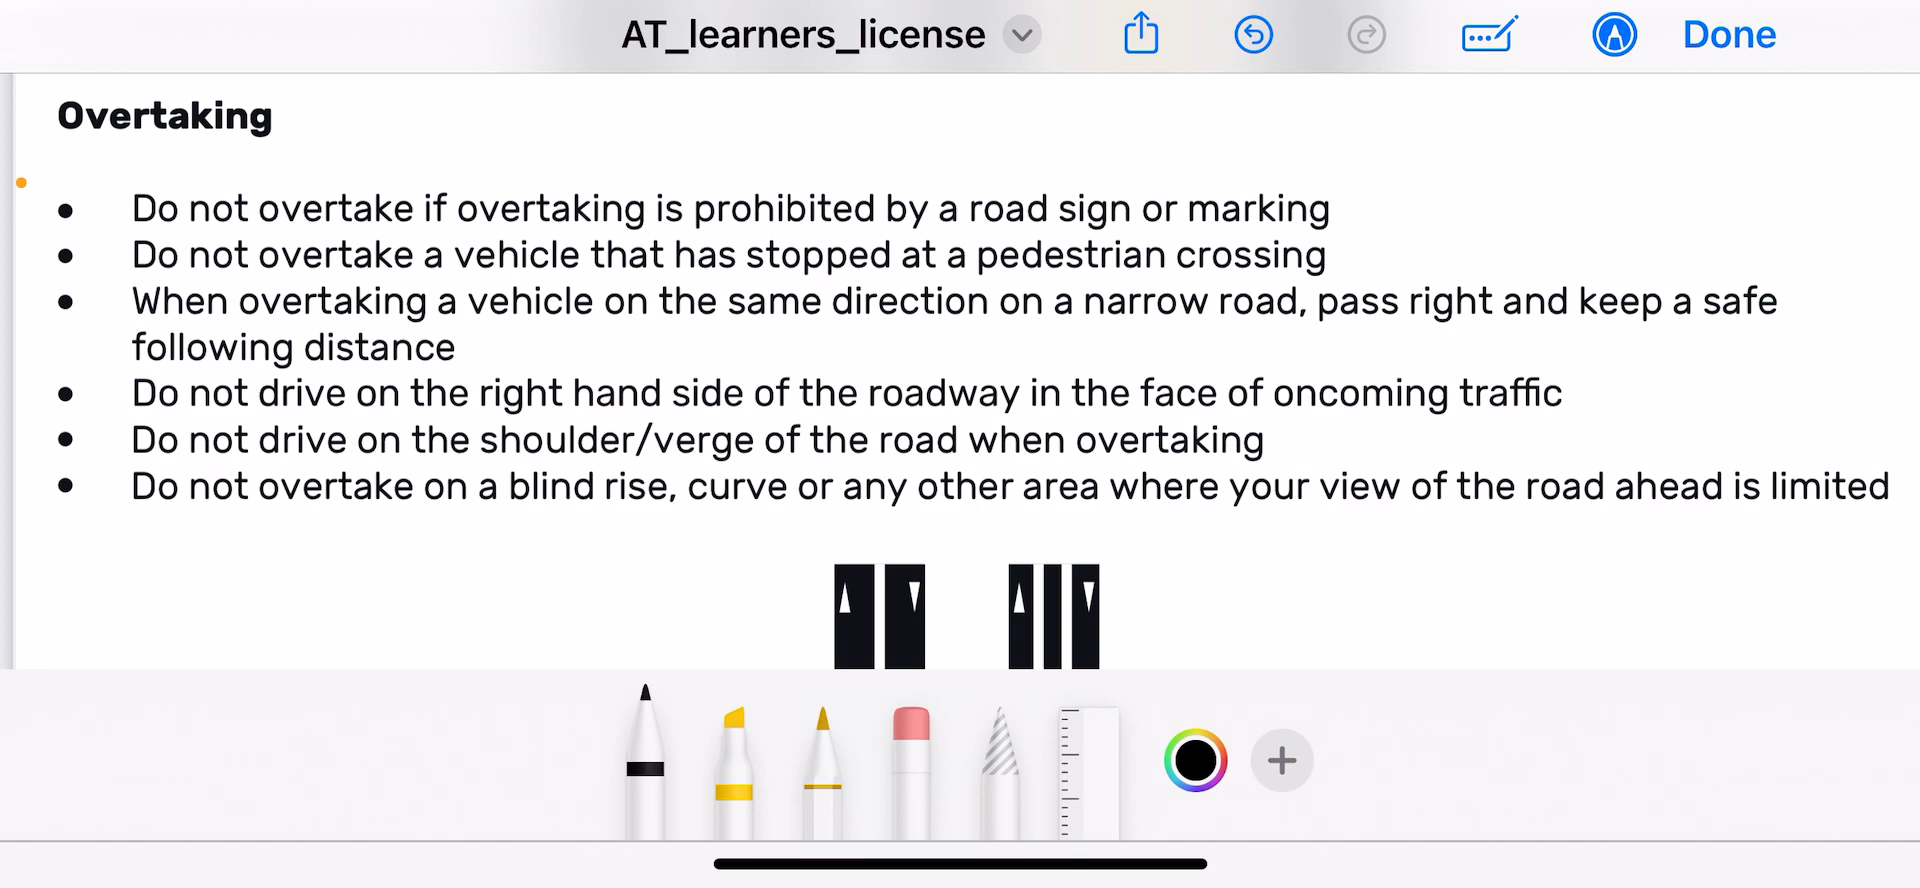 AT_learners_license
Done
Overtaking
• Do not overtake if overtaking is prohibited by a road sign or marking
• Do not overtake a vehicle that has stopped at a pedestrian crossing
• When overtaking a vehicle on the same direction on a narrow road, pass right and keep a safe
following distance
• Do not drive on the right hand side of the roadway in the face of oncoming traffic
• Do not drive on the shoulder/verge of the road when overtaking
• Do not overtake on a blind rise, curve or any other area where your view of the road ahead is limited